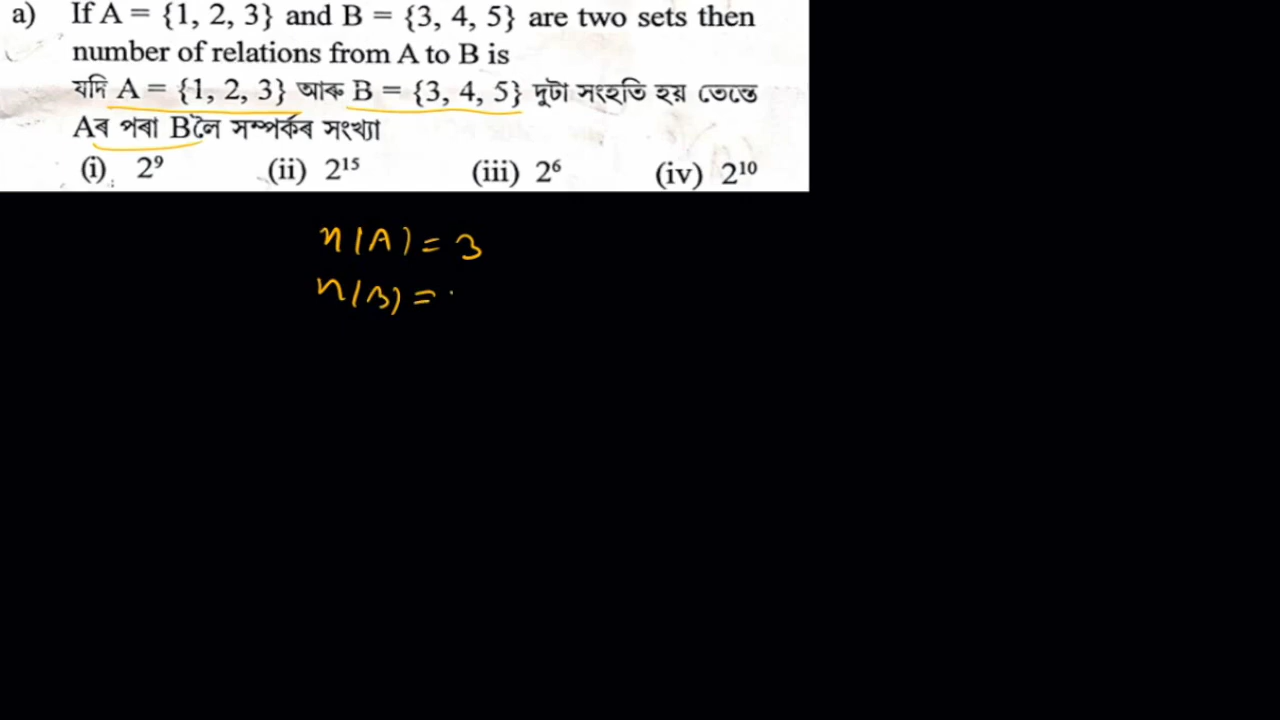 a) If A = {1, 2, 3} and B = {3, 4, 5} are two sets then
number of relations from A to B is
যদি A = {1, 2, 3} আৰু B = {3, 4, 5} দুটা সংহতি হয় তেন্তে
Aৰ পৰা Bলৈ সম্পৰ্কৰ সংখ্যা
(i) 2⁹ (ii) 2¹⁵ (iii) 2⁶ (iv) 2¹⁰
n(A) = 3
n(B) =